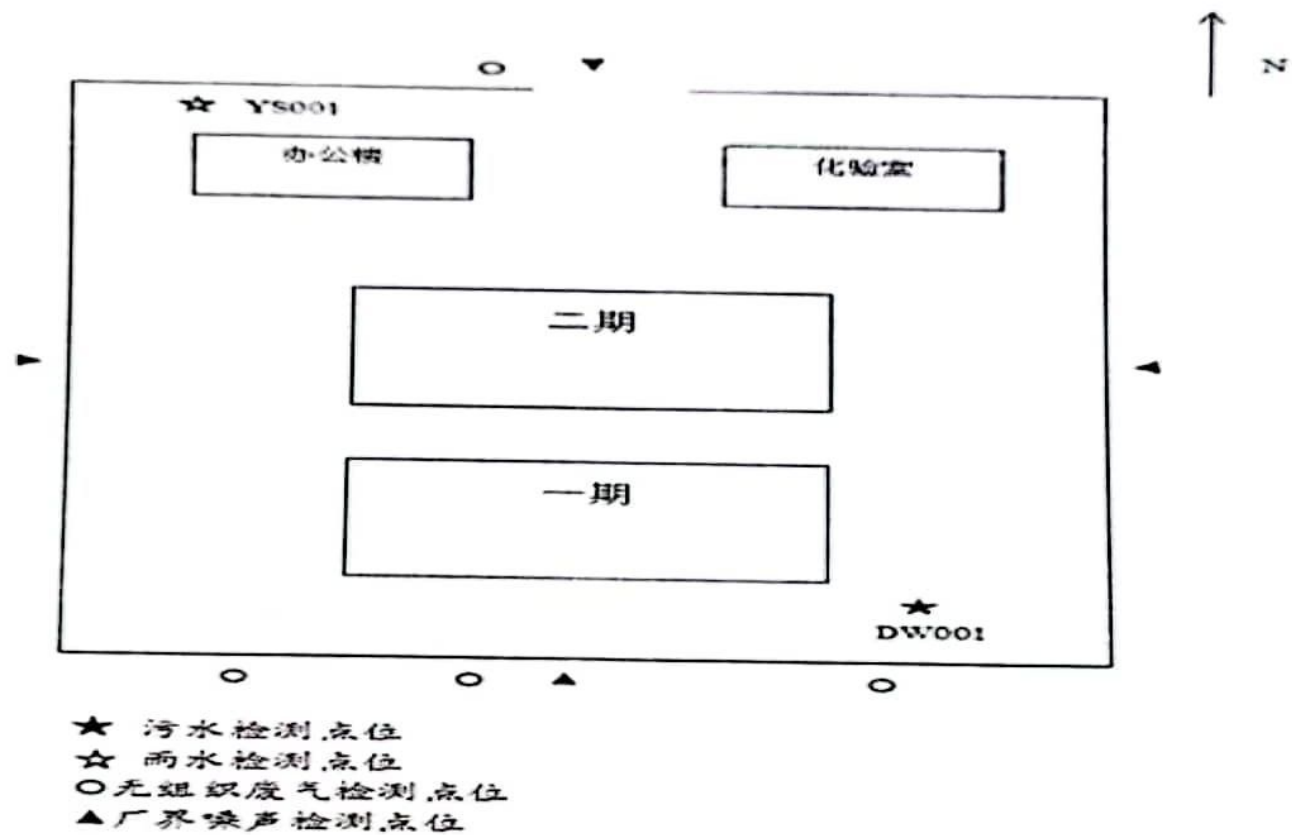 N
YS001
办公楼
化验室
二期
一期
DW001
★ 污水检测点位
☆ 雨水检测点位
○无组织废气检测点位
▲厂界噪声检测点位